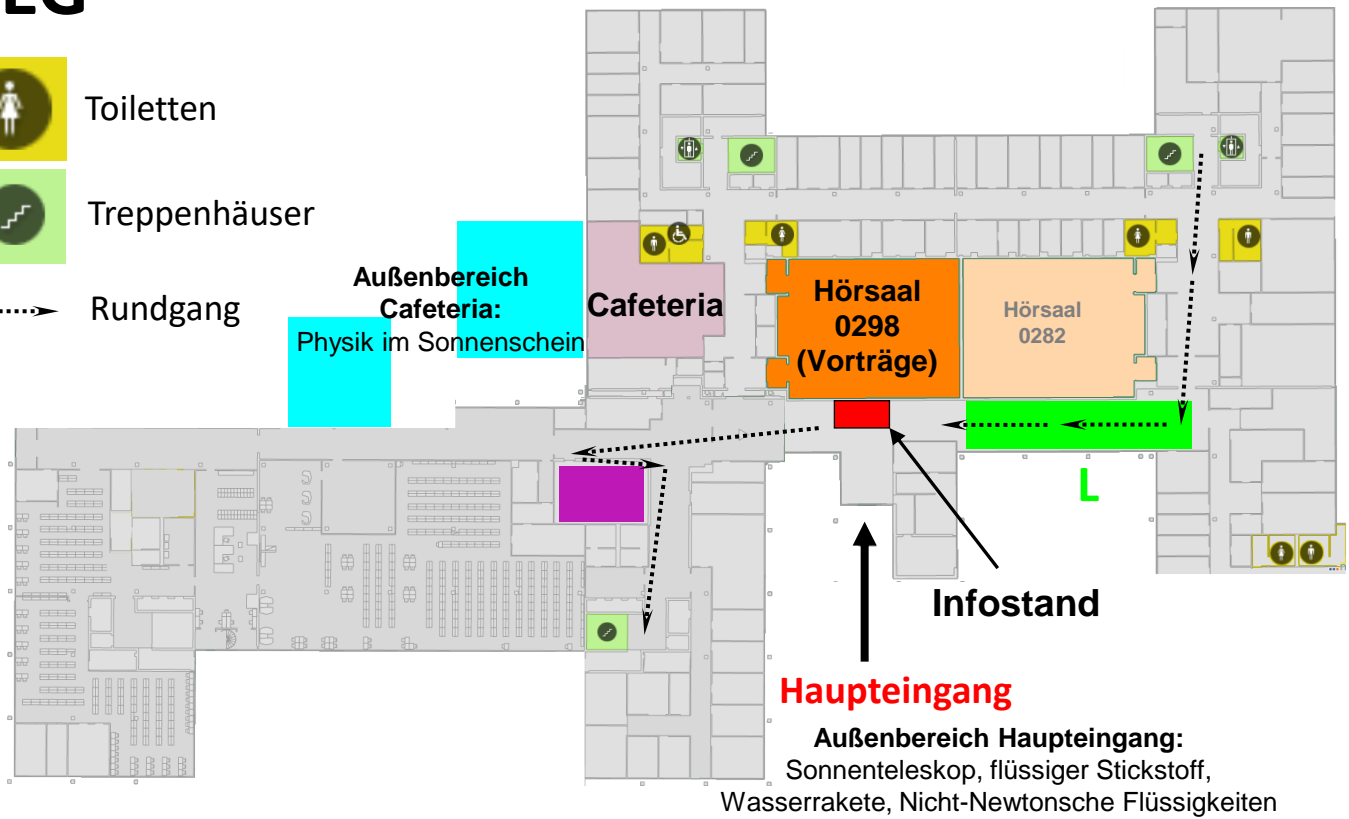 EG
Toiletten
Treppenhäuser
Rundgang
Außenbereich
Cafeteria:
Physik im Sonnenschein
Cafeteria
Hörsaal
0298
(Vorträge)
Hörsaal
0282
L
Infostand
Haupteingang
Außenbereich Haupteingang:
Sonnenteleskop, flüssiger Stickstoff,
Wasserrakete, Nicht-Newtonsche Flüssigkeiten